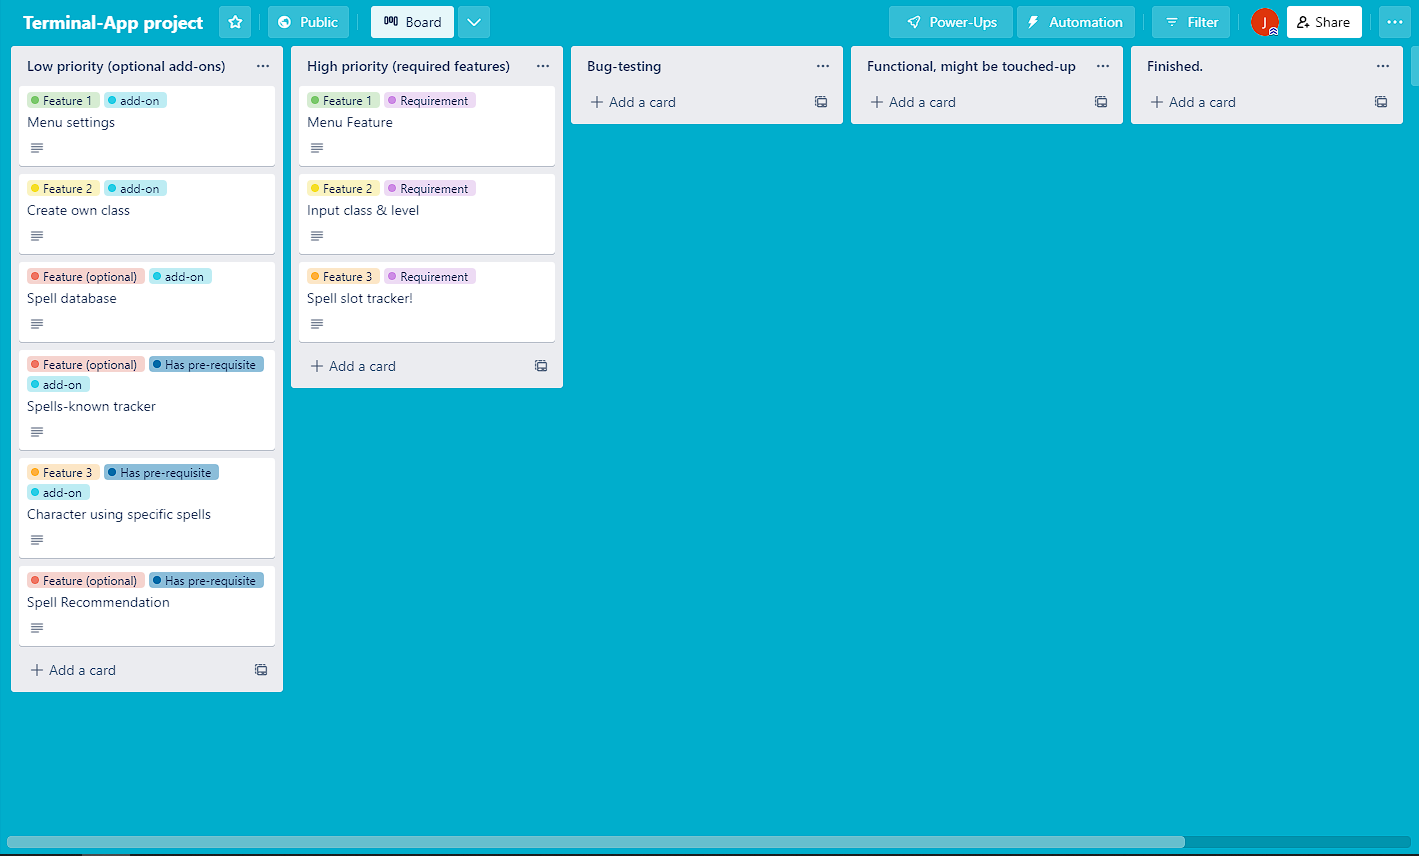 Terminal-App project
Public
Board
Power-Ups
Automation
Filter
J
Share
Low priority (optional add-ons)
Feature 1 add-on
Menu settings
Feature 2 add-on
Create own class
Feature (optional) add-on
Spell database
Feature (optional) Has pre-requisite
add-on
Spells-known tracker
Feature 3 Has pre-requisite
add-on
Character using specific spells
Feature (optional) Has pre-requisite
Spell Recommendation
Add a card
High priority (required features)
Feature 1 Requirement
Menu Feature
Feature 2 Requirement
Input class & level
Feature 3 Requirement
Spell slot tracker!
Add a card
Bug-testing
Add a card
Functional, might be touched-up
Add a card
Finished.
Add a card